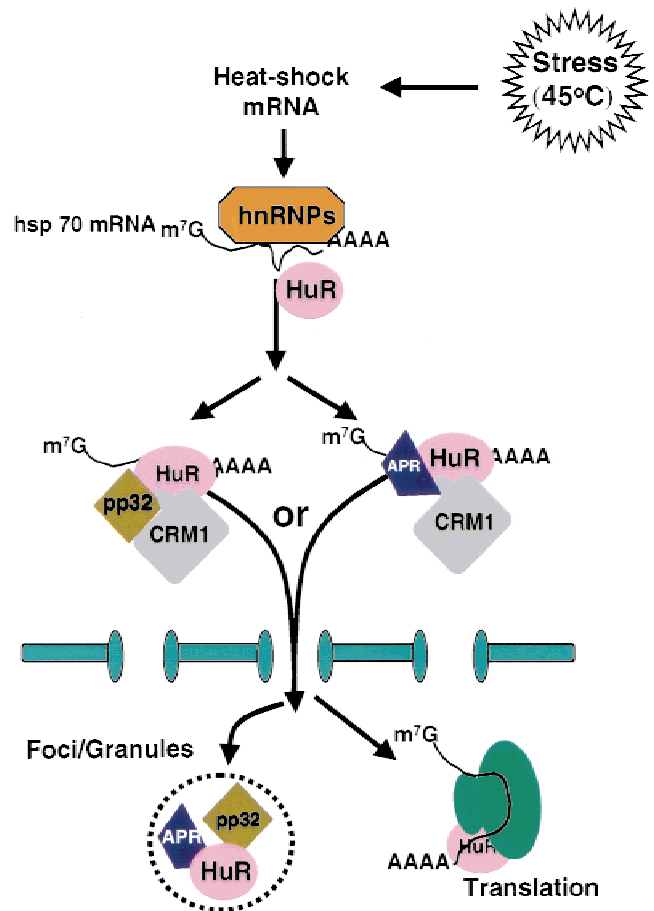 Stress
(45°C)
Heat-shock
mRNA
hnRNPs
hsp 70 mRNA m⁷G
AAAA
HuR
m⁷G
HuR
AAAA
pp32
CRM1
or
m⁷G
APR
HuR
AAAA
CRM1
Foci/Granules
APR
pp32
HuR
m⁷G
HuR
AAAA
Translation